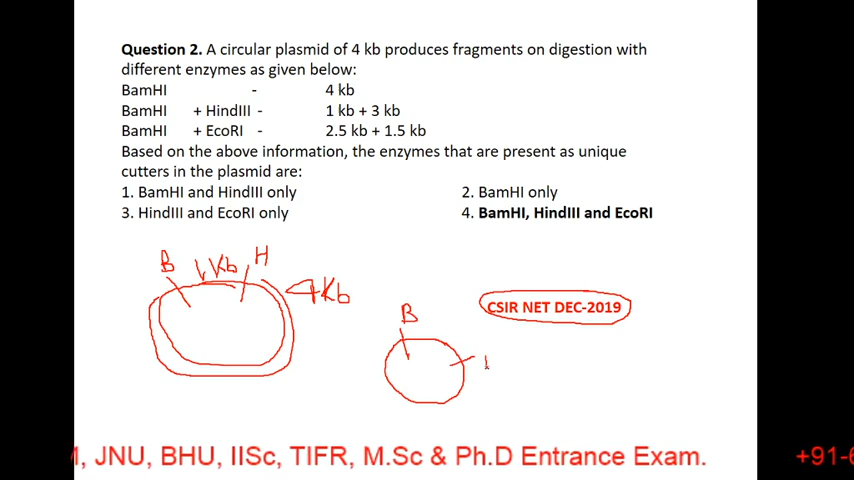 Question 2. A circular plasmid of 4 kb produces fragments on digestion with
different enzymes as given below:
BamHI - 4 kb
BamHI + HindIII - 1 kb + 3 kb
BamHI + EcoRI - 2.5 kb + 1.5 kb
Based on the above information, the enzymes that are present as unique
cutters in the plasmid are:
1. BamHI and HindIII only 2. BamHI only
3. HindIII and EcoRI only 4. BamHI, HindIII and EcoRI
B 1 Kb H
4Kb
CSIR NET DEC-2019
B
, JNU, BHU, IISc, TIFR, M.Sc & Ph.D Entrance Exam. +91-6